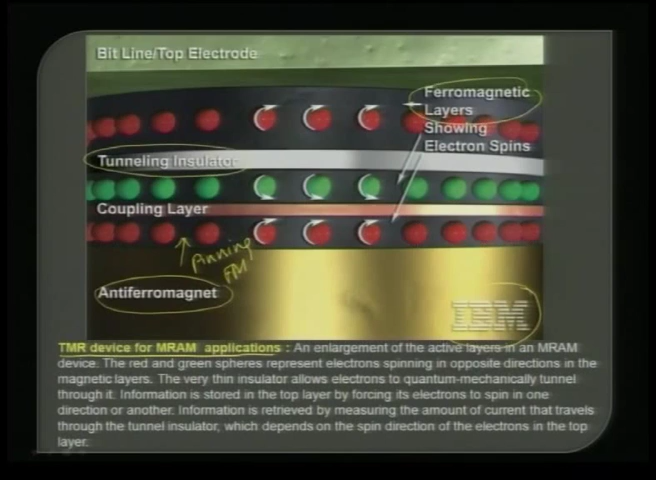 Bit Line/Top Electrode
Ferromagnetic
Layers
Showing
Electron Spins
Tunneling Insulator
Coupling Layer
Pinning
FM
Antiferromagnet
IBM
TMR device for MRAM applications : An enlargement of the active layers in an MRAM
device. The red and green spheres represent electrons spinning in opposite directions in the
magnetic layers. The very thin insulator allows electrons to quantum-mechanically tunnel
through it. Information is stored in the top layer by forcing its electrons to spin in one
direction or another. Information is retrieved by measuring the amount of current that travels
through the tunnel insulator, which depends on the spin direction of the electrons in the top
layer.